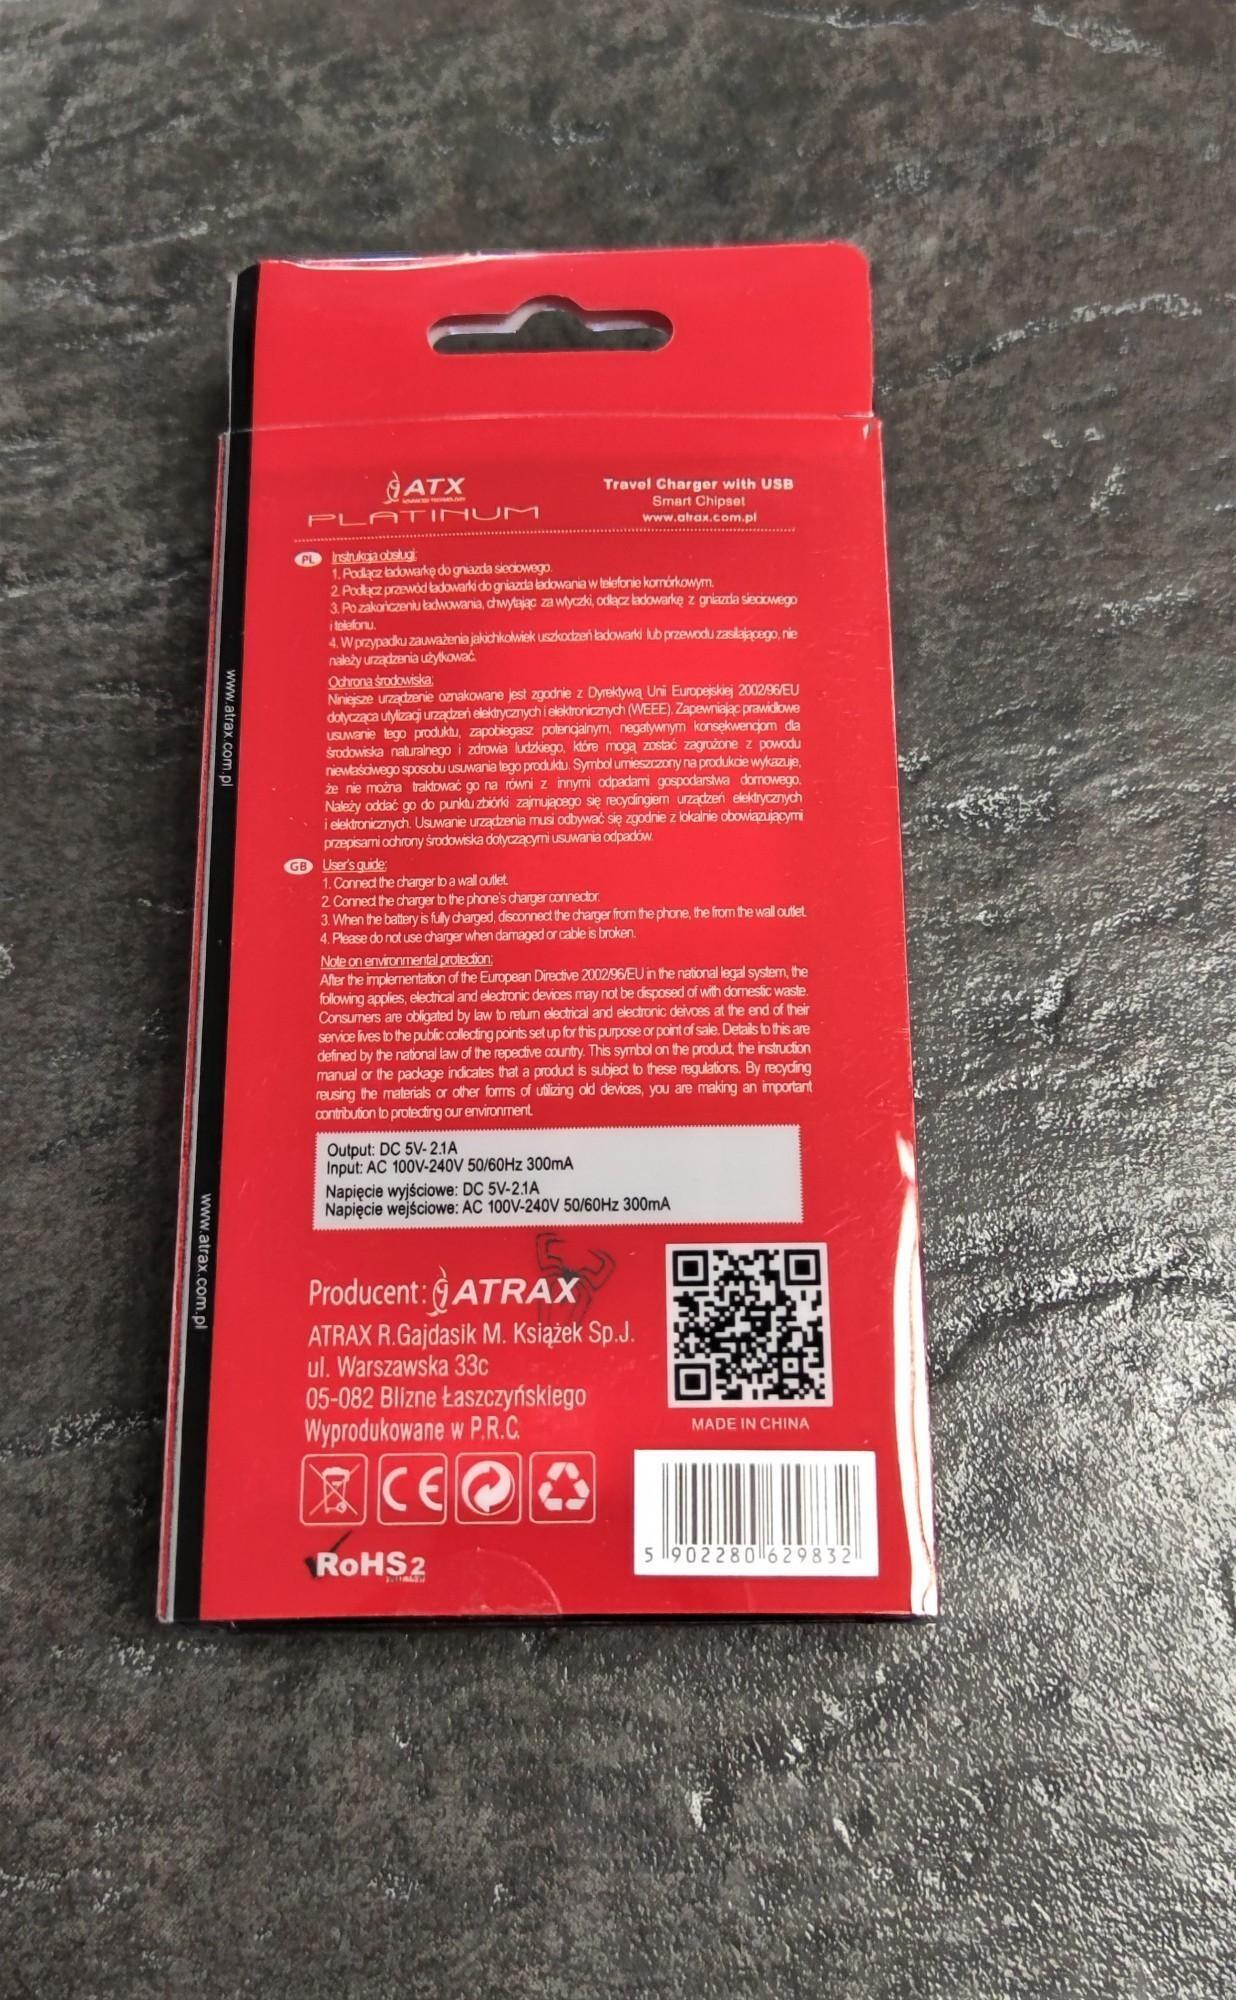 ATX
ADVANCED TECHNOLOGY
PLATINUM
Travel Charger with USB
Smart Chipset
www.atrax.com.pl
PL Instrukcja obsługi:
1. Podłącz ładowarkę do gniazda sieciowego.
2. Podłącz przewód ładowarki do gniazda ładowania w telefonie komórkowym.
3. Po zakończeniu ładwowania, chwytając za wtyczki, odłącz ładowarkę z gniazda sieciowego
i telefonu.
4. W przypadku zauważenia jakichkolwiek uszkodzeń ładowarki lub przewodu zasilającego, nie
należy urządzenia użytkować.
Ochrona środowiska:
Niniejsze urządzenie oznakowane jest zgodnie z Dyrektywą Unii Europejskiej 2002/96/EU
dotycząca utylizacji urządzeń elektrycznych i elektronicznych (WEEE). Zapewniając prawidłowe
usuwanie tego produktu, zapobiegasz potencjalnym, negatywnym konsekwencjom dla
środowiska naturalnego i zdrowia ludzkiego, które mogą zostać zagrożone z powodu
niewłaściwego sposobu usuwania tego produktu. Symbol umieszczony na produkcie wykazuje,
że nie można traktować go na równi z innymi odpadami gospodarstwa domowego.
Należy oddać go do punktu zbiórki zajmującego się recyclingiem urządzeń elektrycznych
i elektronicznych. Usuwanie urządzenia musi odbywać się zgodnie z lokalnie obowiązującymi
przepisami ochrony środowiska dotyczącymi usuwania odpadów.
GB User's guide:
1. Connect the charger to a wall outlet.
2. Connect the charger to the phone's charger connector.
3. When the battery is fully charged, disconnect the charger from the phone, the from the wall outlet.
4. Please do not use charger when damaged or cable is broken.
Note on environmental protection:
After the implementation of the European Directive 2002/96/EU in the national legal system, the
following applies, electrical and electronic devices may not be disposed of with domestic waste.
Consumers are obligated by law to return electrical and electronic deivces at the end of their
service lives to the public collecting points set up for this purpose or point of sale. Details to this are
defined by the national law of the repective country. This symbol on the product, the instruction
manual or the package indicates that a product is subject to these regulations. By recycling
reusing the materials or other forms of utilizing old devices, you are making an important
contribution to protecting our environment.
Output: DC 5V- 2.1A
Input: AC 100V-240V 50/60Hz 300mA
Napięcie wyjściowe: DC 5V-2.1A
Napięcie wejściowe: AC 100V-240V 50/60Hz 300mA
Producent: ATRAX
ATRAX R.Gajdasik M. Książek Sp.J.
ul. Warszawska 33c
05-082 Blizne Łaszczyńskiego
Wyprodukowane w P.R.C.
MADE IN CHINA
CE
RoHS2
5 902280 629832
www.atrax.com.pl
www.atrax.com.pl